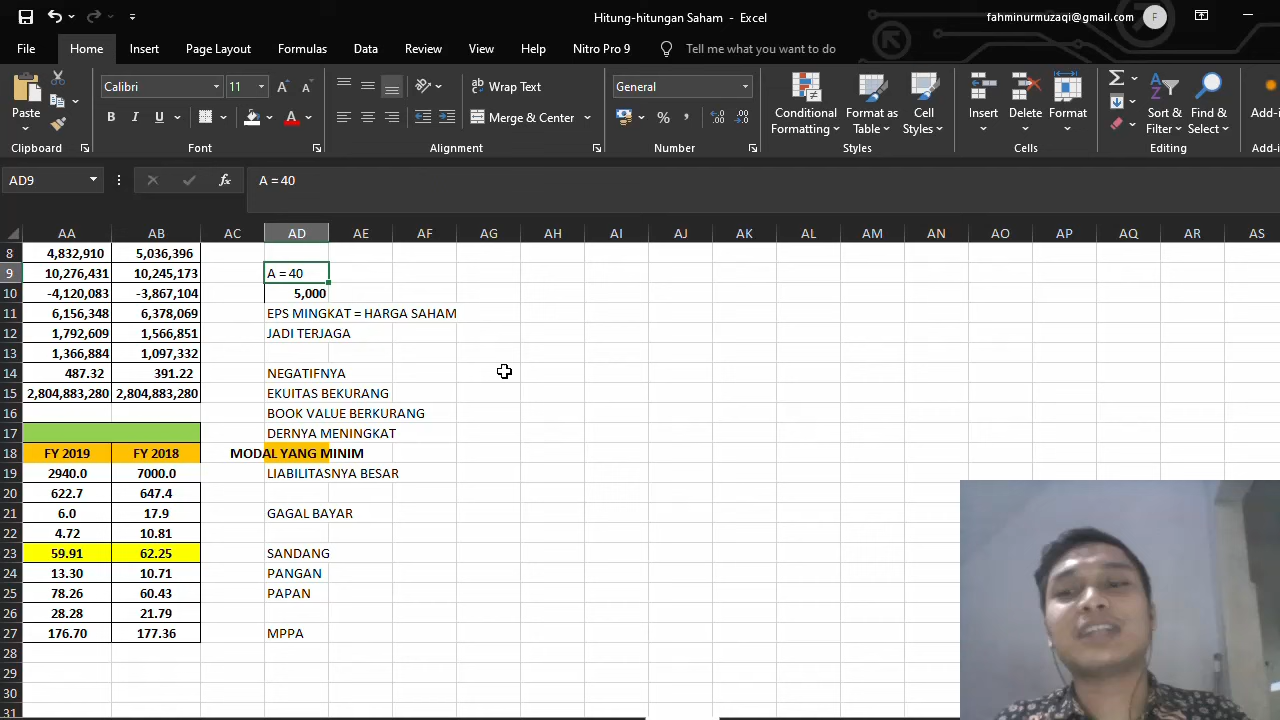 Hitung-hitungan Saham - Excel
fahminurmuzaqi@gmail.com F
File Home Insert Page Layout Formulas Data Review View Help Nitro Pro 9 Tell me what you want to do
Calibri 11 Wrap Text General
Paste Merge & Center Conditional Formatting Format as Table Cell Styles Insert Delete Format Sort & Filter Find & Select Add-i
Clipboard Font Alignment Number Styles Cells Editing Add-i
AD9 fx A = 40
AA AB AC AD AE AF AG AH AI AJ AK AL AM AN AO AP AQ AR AS
8 4,832,910 5,036,396
9 10,276,431 10,245,173 A = 40
10 -4,120,083 -3,867,104 5,000
11 6,156,348 6,378,069 EPS MINGKAT = HARGA SAHAM
12 1,792,609 1,566,851 JADI TERJAGA
13 1,366,884 1,097,332
14 487.32 391.22 NEGATIFNYA
15 2,804,883,280 2,804,883,280 EKUITAS BEKURANG
16 BOOK VALUE BERKURANG
17 DERNYA MENINGKAT
18 FY 2019 FY 2018 MODAL YANG MINIM
19 2940.0 7000.0 LIABILITASNYA BESAR
20 622.7 647.4
21 6.0 17.9 GAGAL BAYAR
22 4.72 10.81
23 59.91 62.25 SANDANG
24 13.30 10.71 PANGAN
25 78.26 60.43 PAPAN
26 28.28 21.79
27 176.70 177.36 MPPA
28
29
30
31